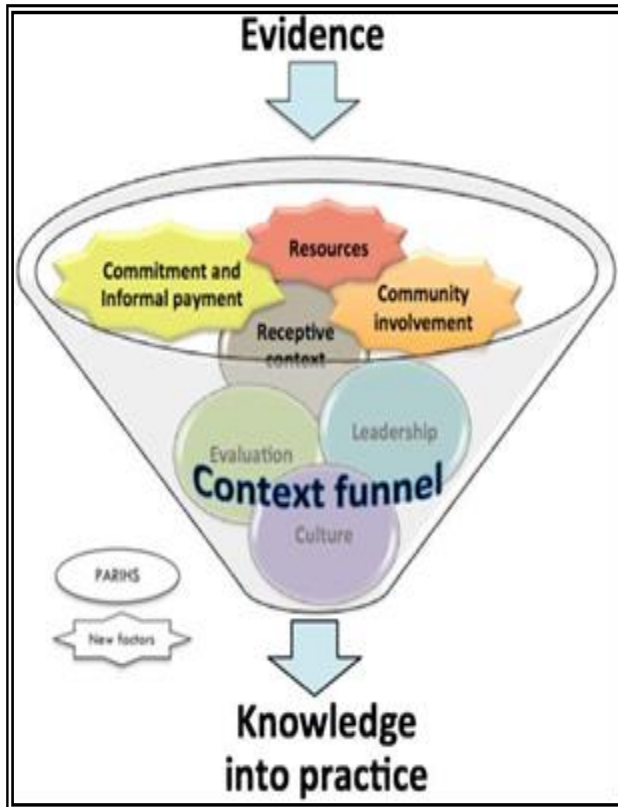 Evidence
Resources
Commitment and
Informal payment
Community
involvement
Receptive
context
Leadership
Evaluation
Context funnel
Culture
PARIHS
New factors
Knowledge
into practice